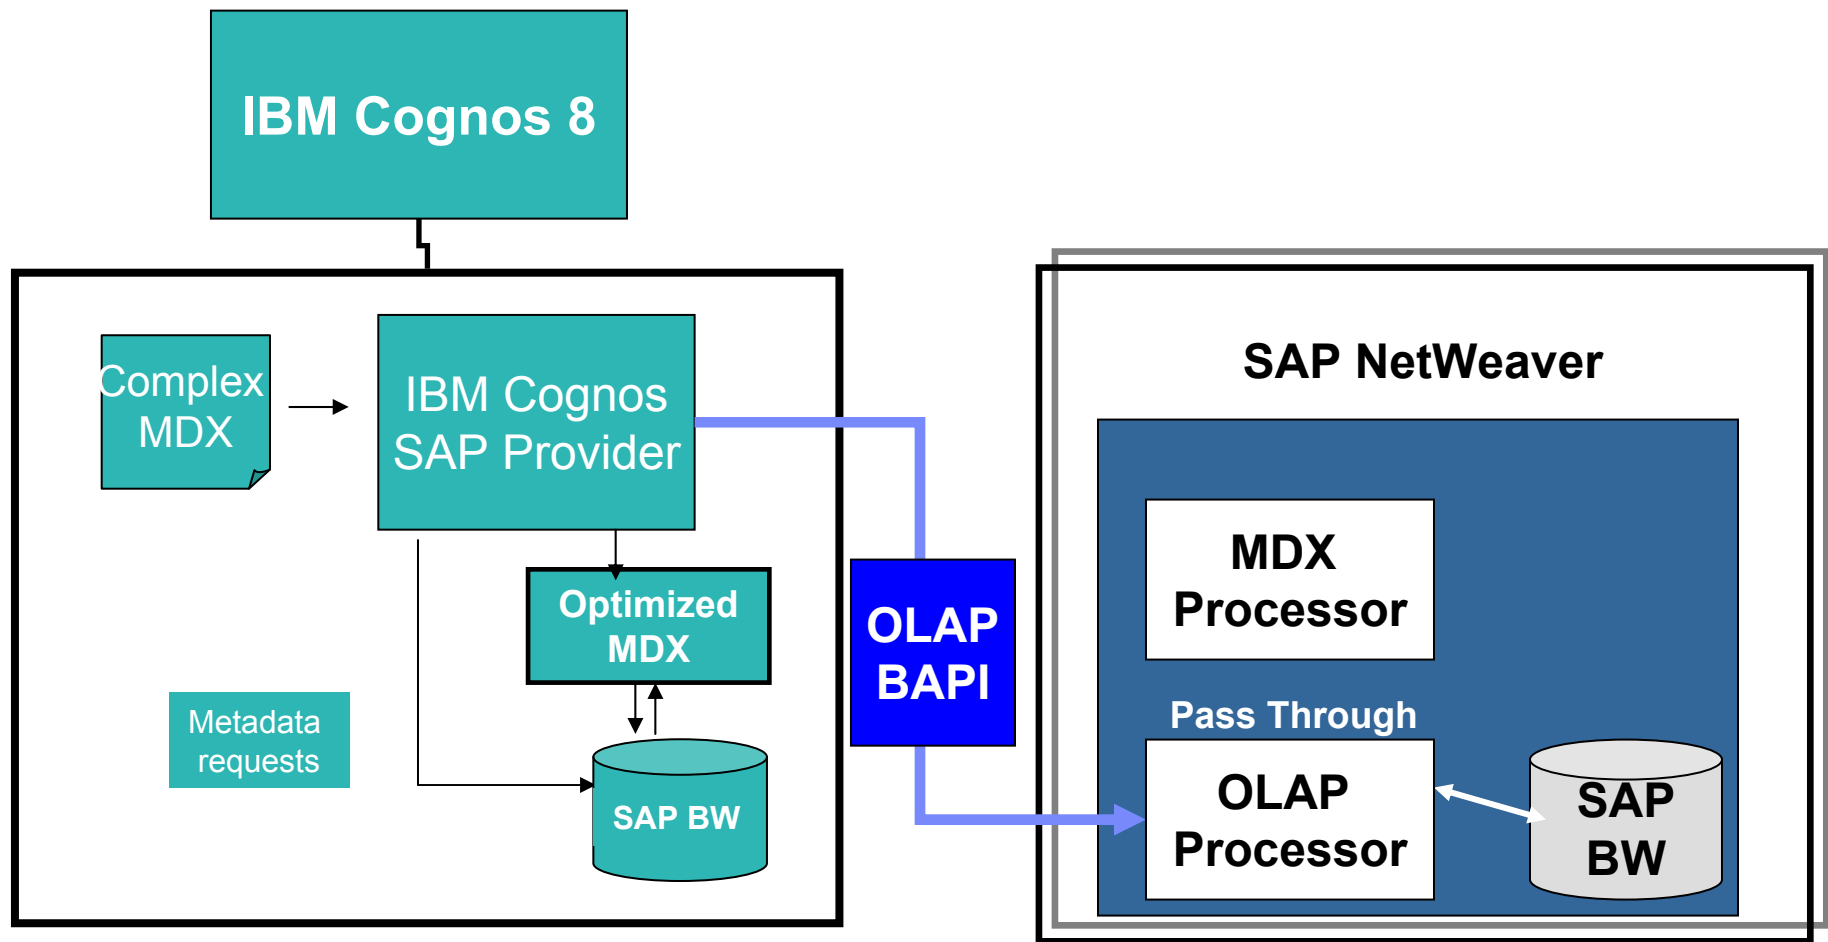 IBM Cognos 8
Complex
MDX
IBM Cognos
SAP Provider
Optimized
MDX
Metadata
requests
SAP BW
OLAP
BAPI
SAP NetWeaver
MDX
Processor
Pass Through
OLAP
Processor
SAP
BW